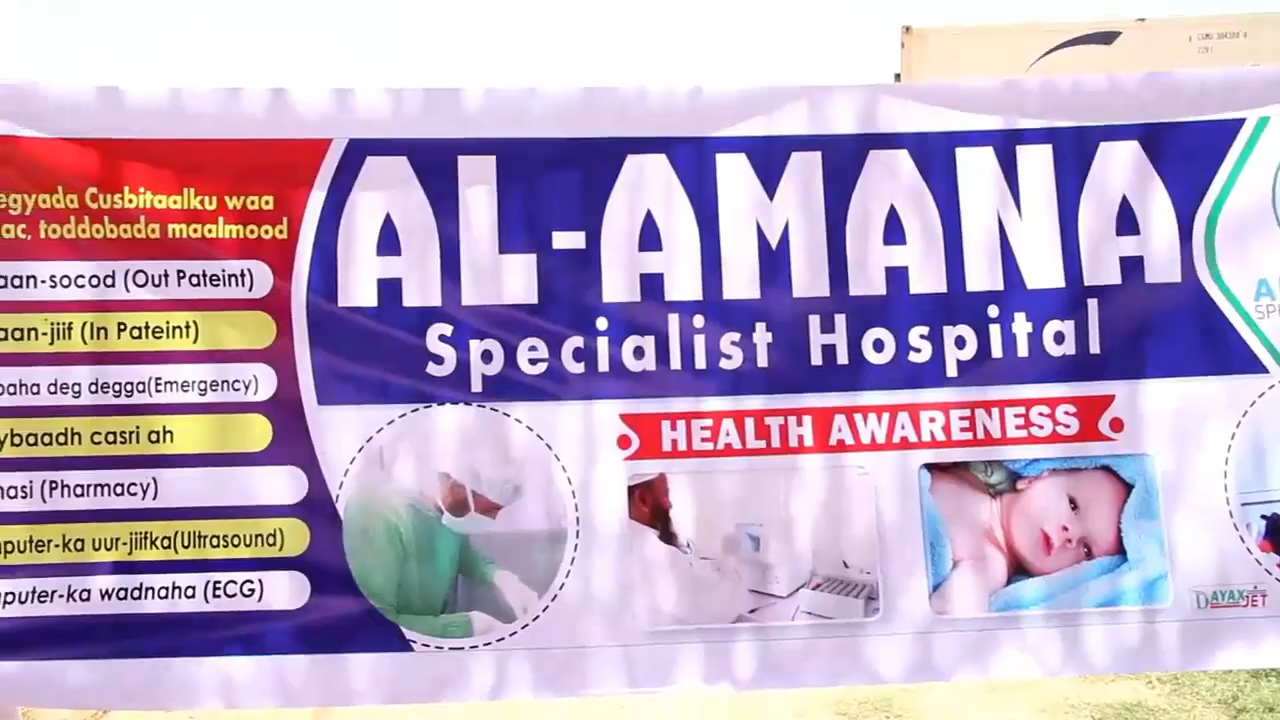 egyada Cusbitaalku waa
ac, toddobada maalmood
aan-socod (Out Pateint)
aan-jiif (In Pateint)
baha deg degga(Emergency)
ybaadh casri ah
nasi (Pharmacy)
puter-ka uur-jiifka(Ultrasound)
puter-ka wadnaha (ECG)
AL-AMANA
Specialist Hospital
HEALTH AWARENESS
DAYAX JET